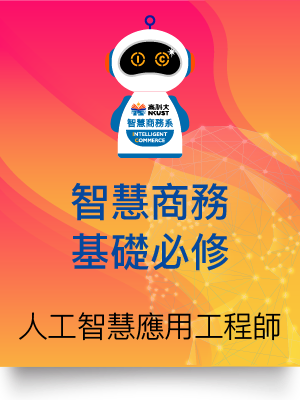 I C
高科大
NKUST
智慧商務系
INTELLIGENT
COMMERCE
智慧商務
基礎必修
人工智慧應用工程師